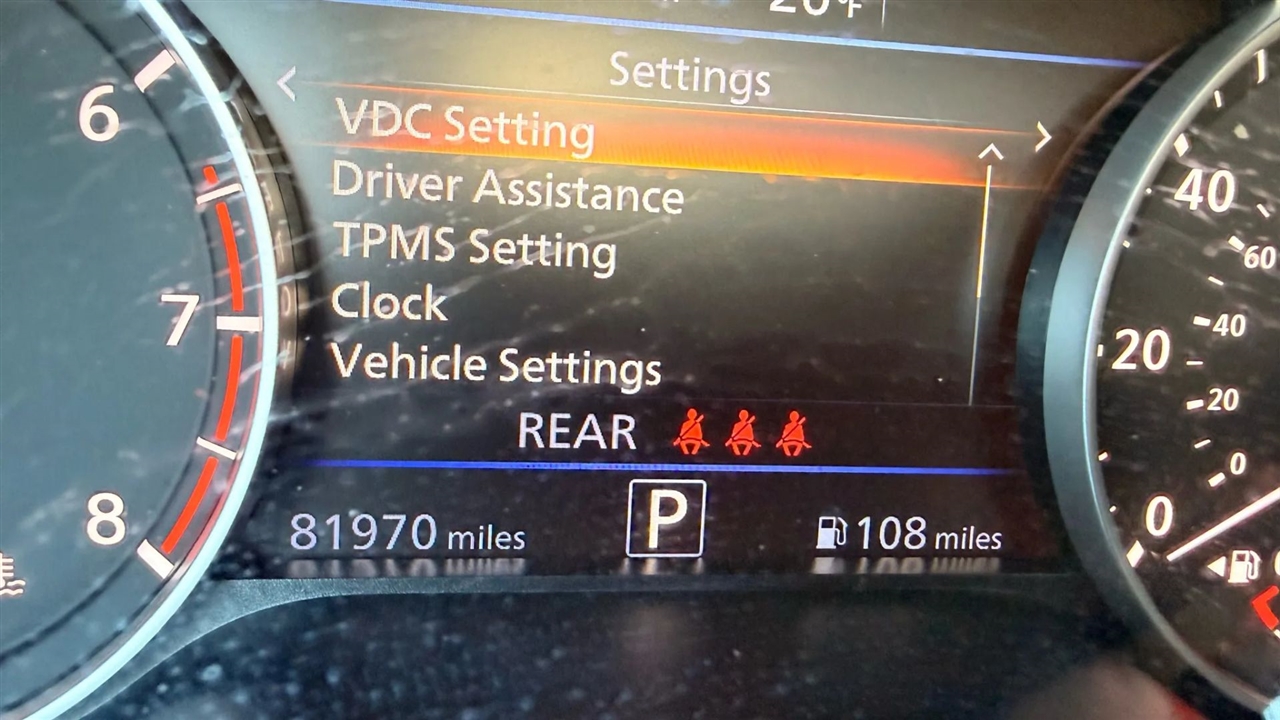 Settings
VDC Setting
Driver Assistance
TPMS Setting
Clock
Vehicle Settings
REAR
81970 miles
P
108 miles
6
7
8
40
20
0
60
40
20
0